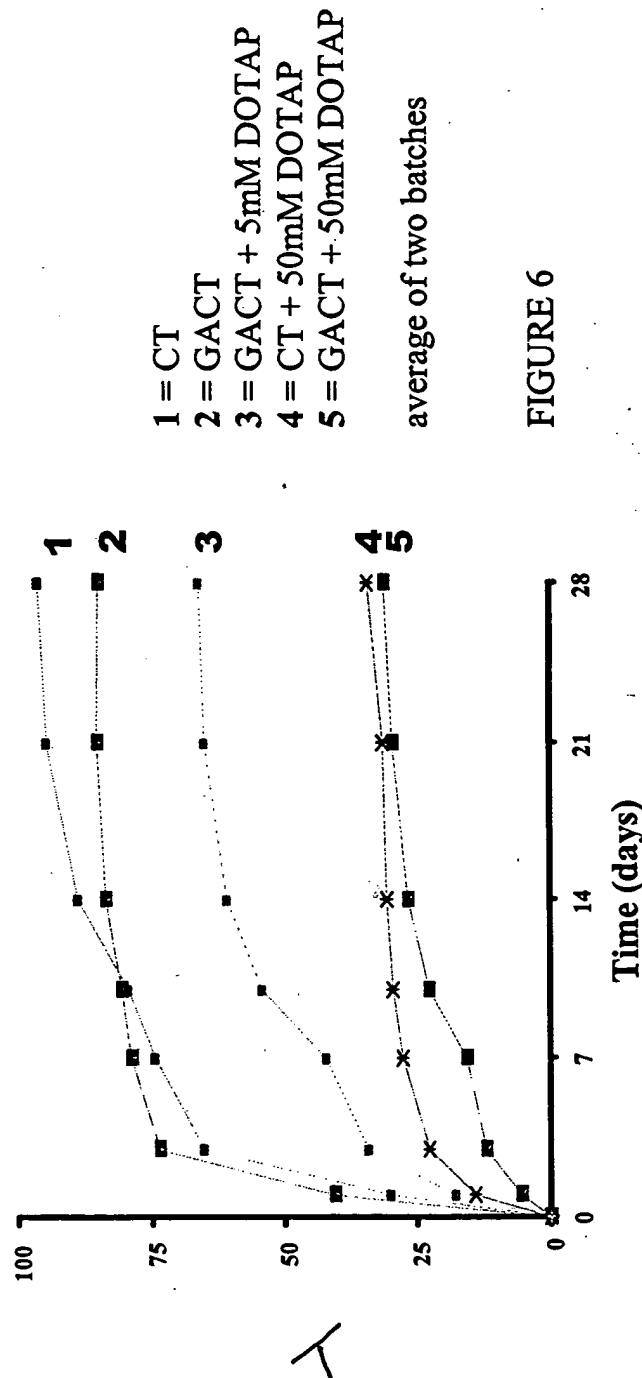 100
75
50
25
0
0 7 14 21 28
Time (days)
1
2
3
4
5
1 = CT
2 = GACT
3 = GACT + 5mM DOTAP
4 = CT + 50mM DOTAP
5 = GACT + 50mM DOTAP
average of two batches
FIGURE 6